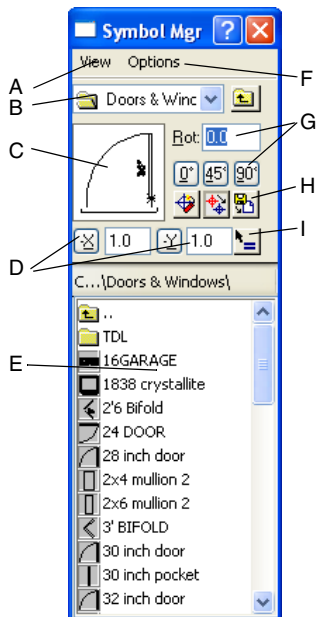 Symbol Mgr ?
A View Options F
B Doors & Winc
C Rot: 0.0 G
0° 45° 90°
H
D -X 1.0 -Y 1.0 I
C...\Doors & Windows\
..
TDL
E 16GARAGE
1838 crystallite
2'6 Bifold
24 DOOR
28 inch door
2x4 mullion 2
2x6 mullion 2
3' BIFOLD
30 inch door
30 inch pocket
32 inch door